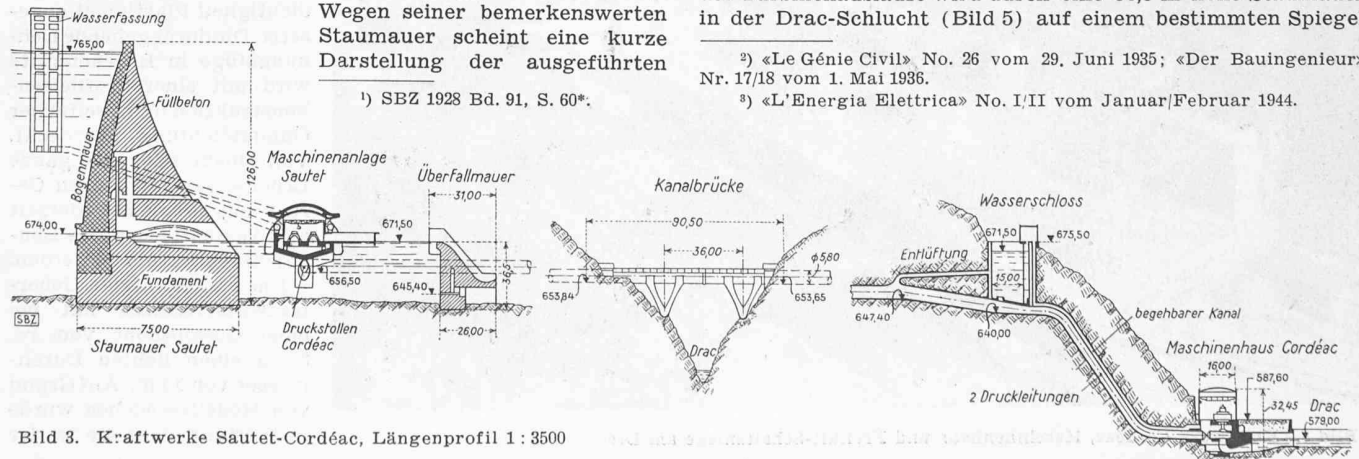 Wegen seiner bemerkenswerten
Staumauer scheint eine kurze
Darstellung der ausgeführten
¹) SBZ 1928 Bd. 91, S. 60*.
in der Drac-Schlucht (Bild 5) auf einem bestimmten Spiegel
²) «Le Génie Civil» No. 26 vom 29. Juni 1935; «Der Bauingenieur»
Nr. 17/18 vom 1. Mai 1936.
³) «L'Energia Elettrica» No. I/II vom Januar/Februar 1944.
Wasserfassung
765,00
Füllbeton
Bogenmauer
126,00
674,00
Fundament
SBZ
75,00
Staumauer Sautet
Maschinenanlage
Sautet
656,50
Druckstollen
Cordéac
Überfallmauer
31,00
671,50
645,40
26,00
Kanalbrücke
90,50
36,00
ø 5,80
653,84
653,65
Drac
Wasserschloss
671,50
675,50
Entlüftung
15,00
647,40
640,00
begehbarer Kanal
2 Druckleitungen
Maschinenhaus Cordéac
16,00
587,60
32,45
Drac
579,00
Bild 3. Kraftwerke Sautet-Cordéac, Längenprofil 1 : 3500